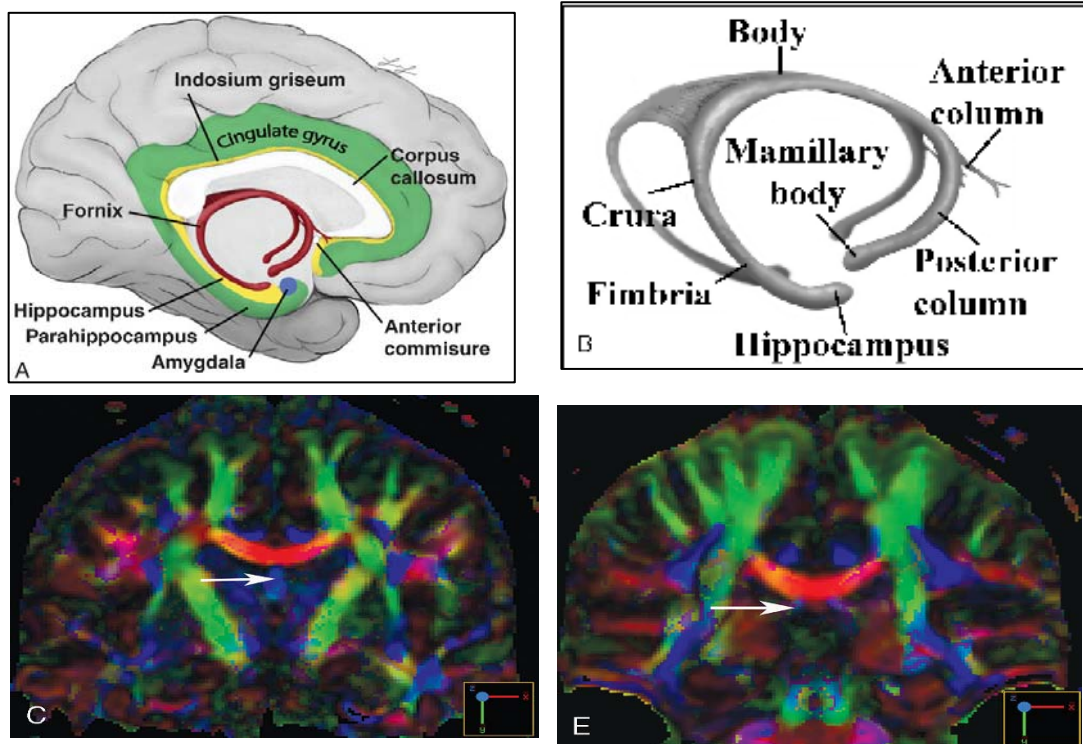 Indosium griseum
Cingulate gyrus
Corpus
callosum
Fornix
Hippocampus
Parahippocampus
Amygdala
Anterior
commisure
A
Body
Anterior
column
Mamillary
body
Crura
Fimbria
Posterior
column
Hippocampus
B
C
z
x
y
E
z
x